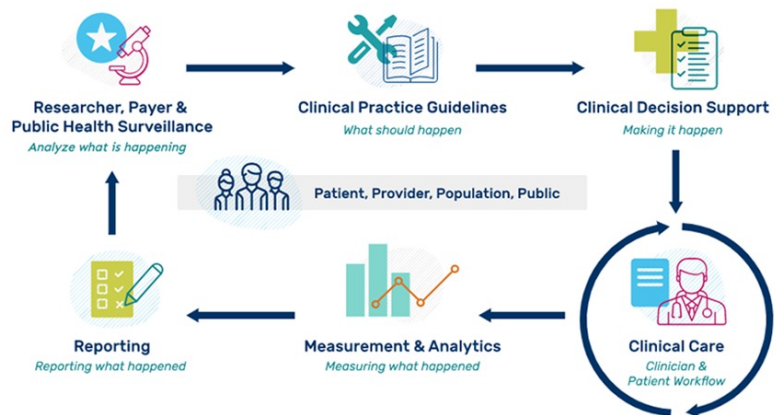 Researcher, Payer &
Public Health Surveillance
Analyze what is happening
Clinical Practice Guidelines
What should happen
Clinical Decision Support
Making it happen
Patient, Provider, Population, Public
Reporting
Reporting what happened
Measurement & Analytics
Measuring what happened
Clinical Care
Clinician &
Patient Workflow